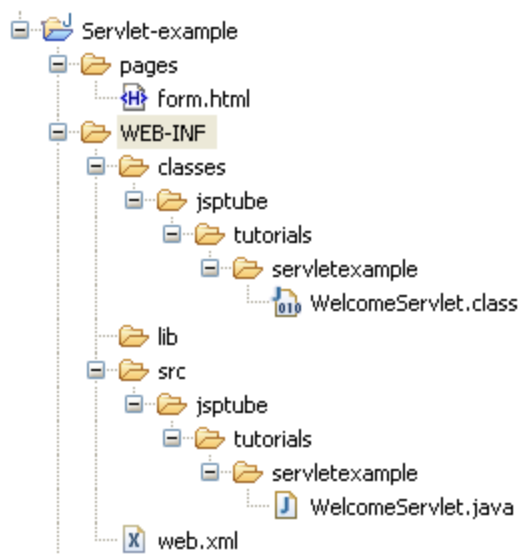 Servlet-example
pages
form.html
WEB-INF
classes
jsptube
tutorials
servletexample
WelcomeServlet.class
lib
src
jsptube
tutorials
servletexample
WelcomeServlet.java
web.xml